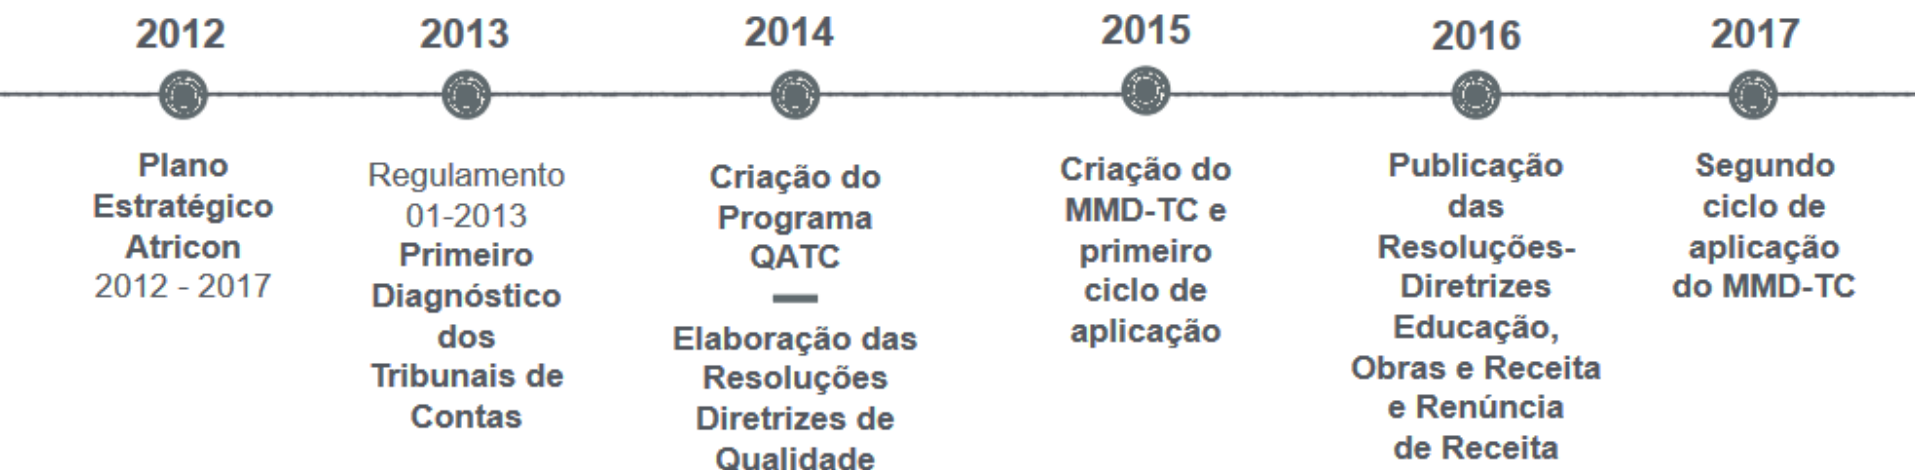 2012
Plano
Estratégico
Atricon
2012 - 2017
2013
Regulamento
01-2013
Primeiro
Diagnóstico
dos
Tribunais de
Contas
2014
Criação do
Programa
QATC
Elaboração das
Resoluções
Diretrizes de
Qualidade
2015
Criação do
MMD-TC e
primeiro
ciclo de
aplicação
2016
Publicação
das
Resoluções-
Diretrizes
Educação,
Obras e Receita
e Renúncia
de Receita
2017
Segundo
ciclo de
aplicação
do MMD-TC